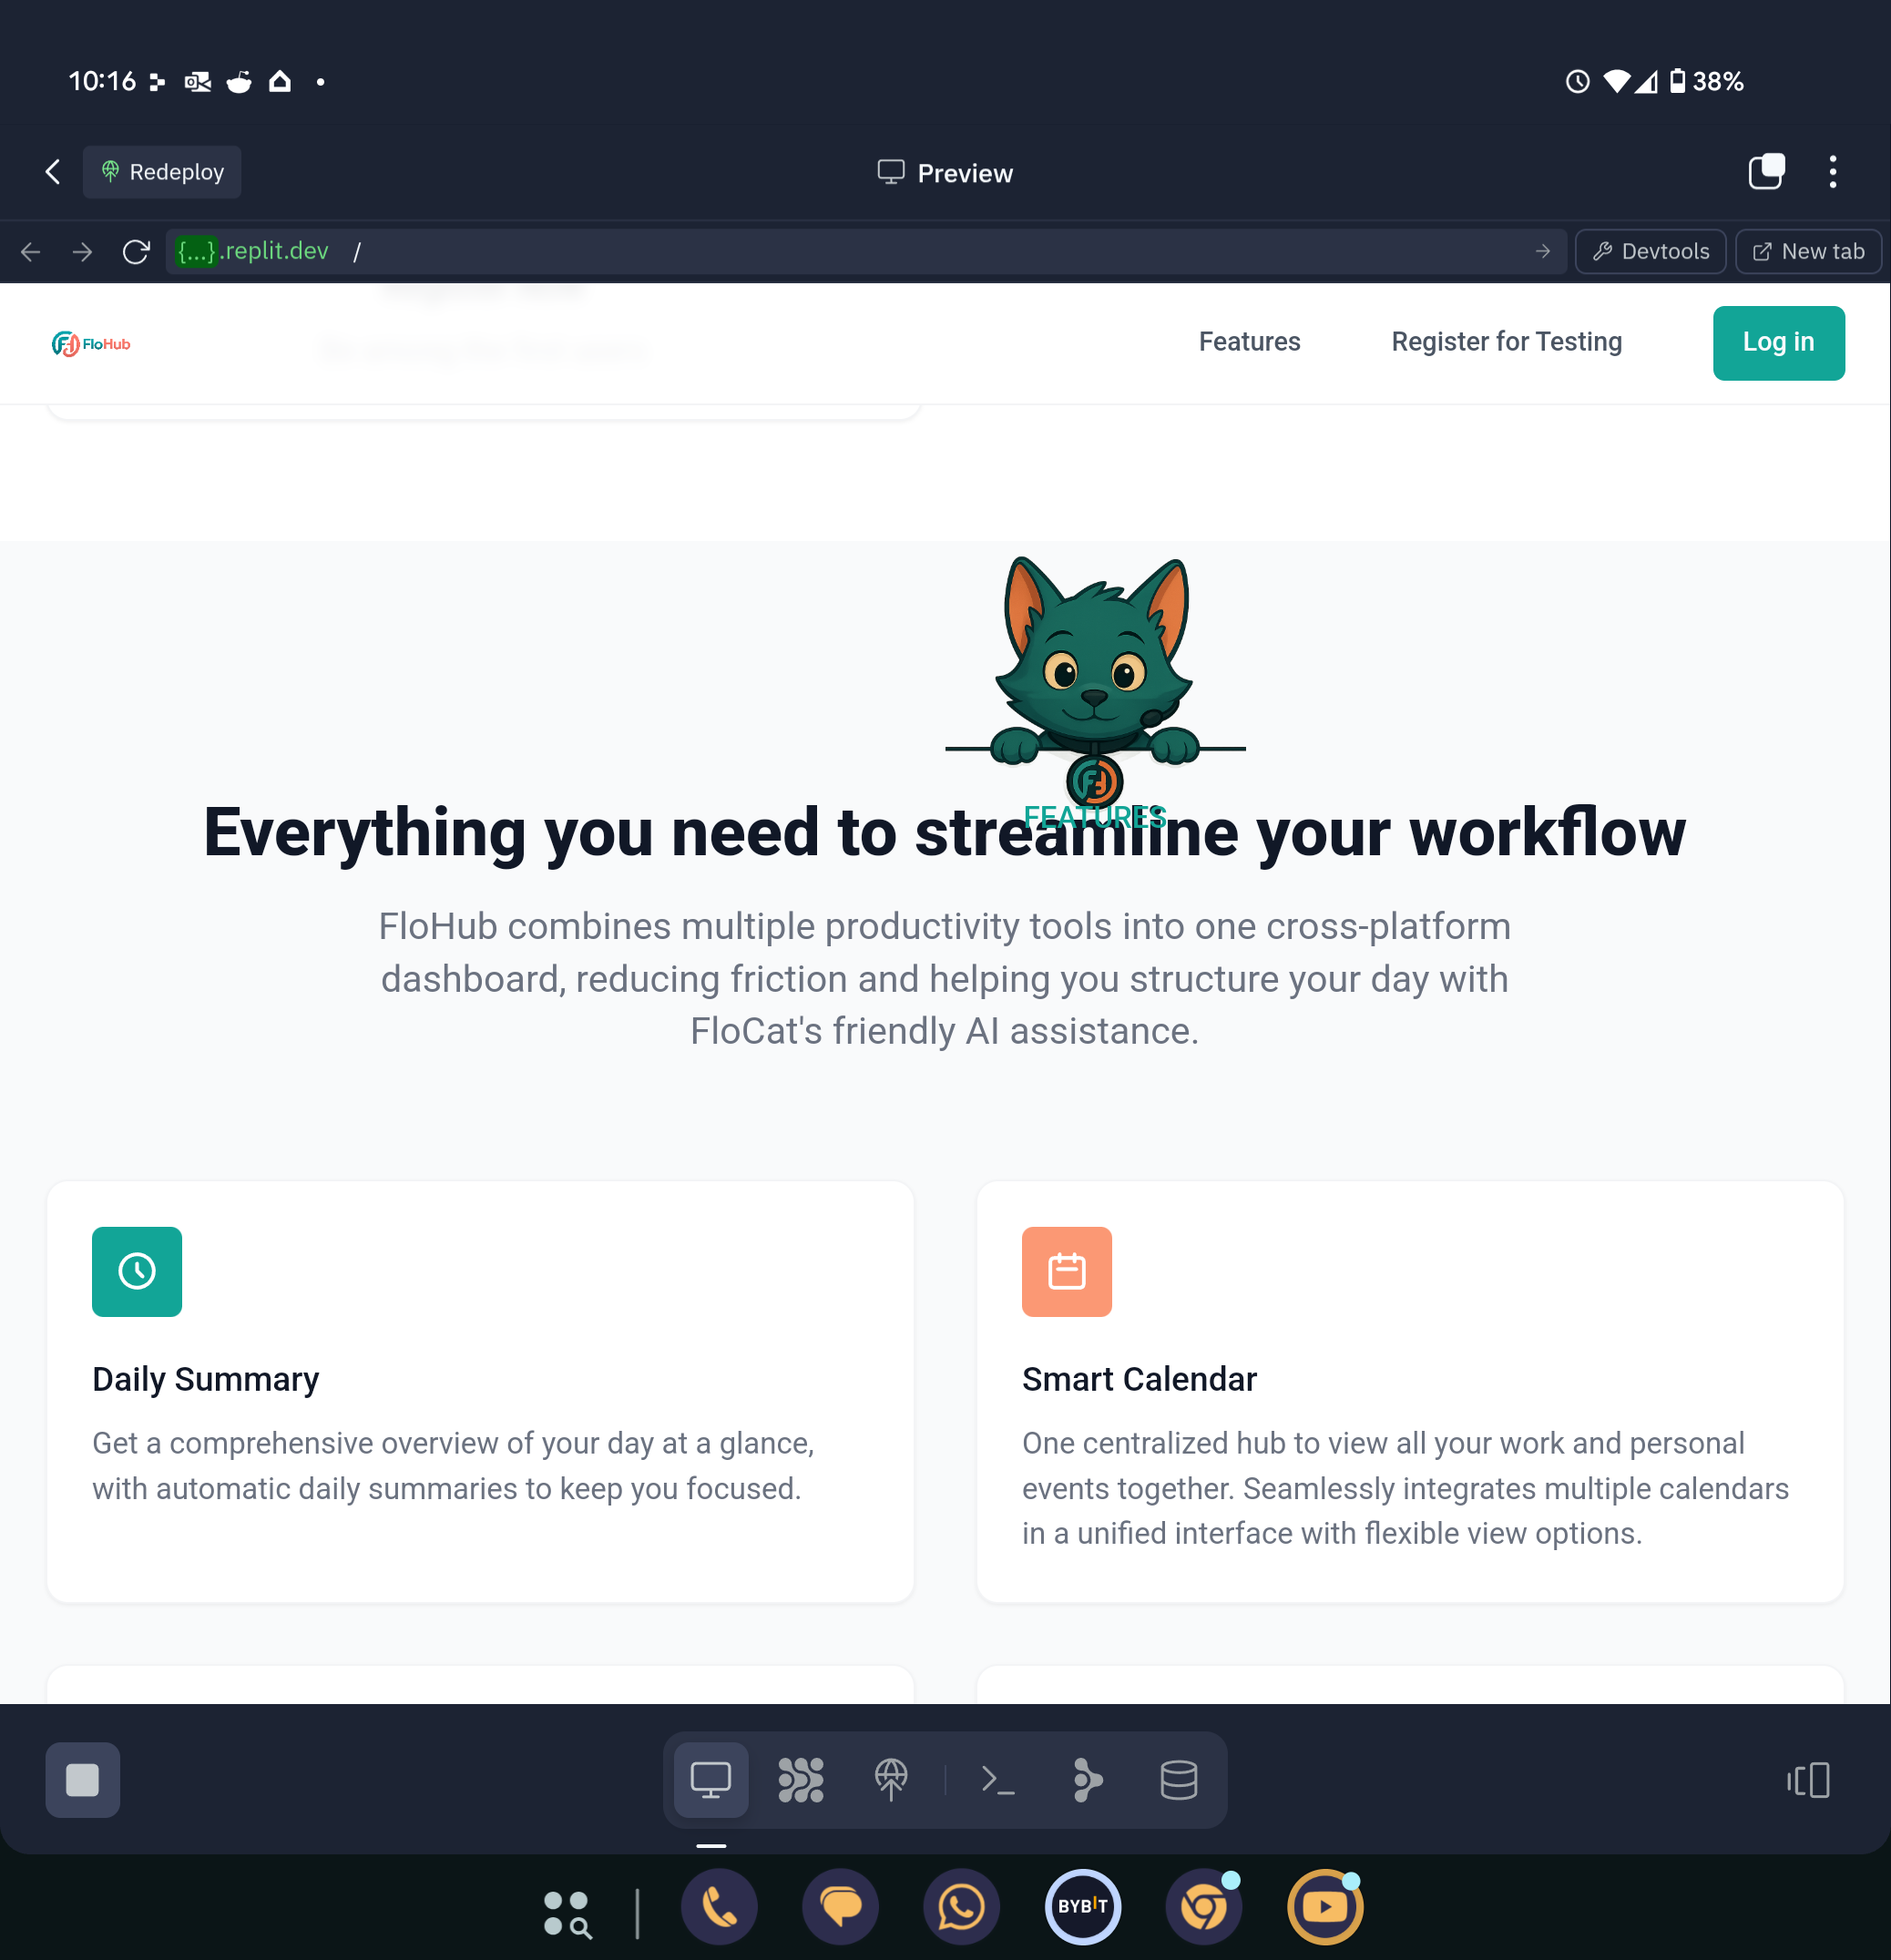 10:16
38%
Redeploy
Preview
{...}.replit.dev /
Devtools
New tab
FloHub
Features
Register for Testing
Log in
FEATURES
Everything you need to streamline your workflow
FloHub combines multiple productivity tools into one cross-platform
dashboard, reducing friction and helping you structure your day with
FloCat's friendly AI assistance.
Daily Summary
Get a comprehensive overview of your day at a glance,
with automatic daily summaries to keep you focused.
Smart Calendar
One centralized hub to view all your work and personal
events together. Seamlessly integrates multiple calendars
in a unified interface with flexible view options.
BYBIT